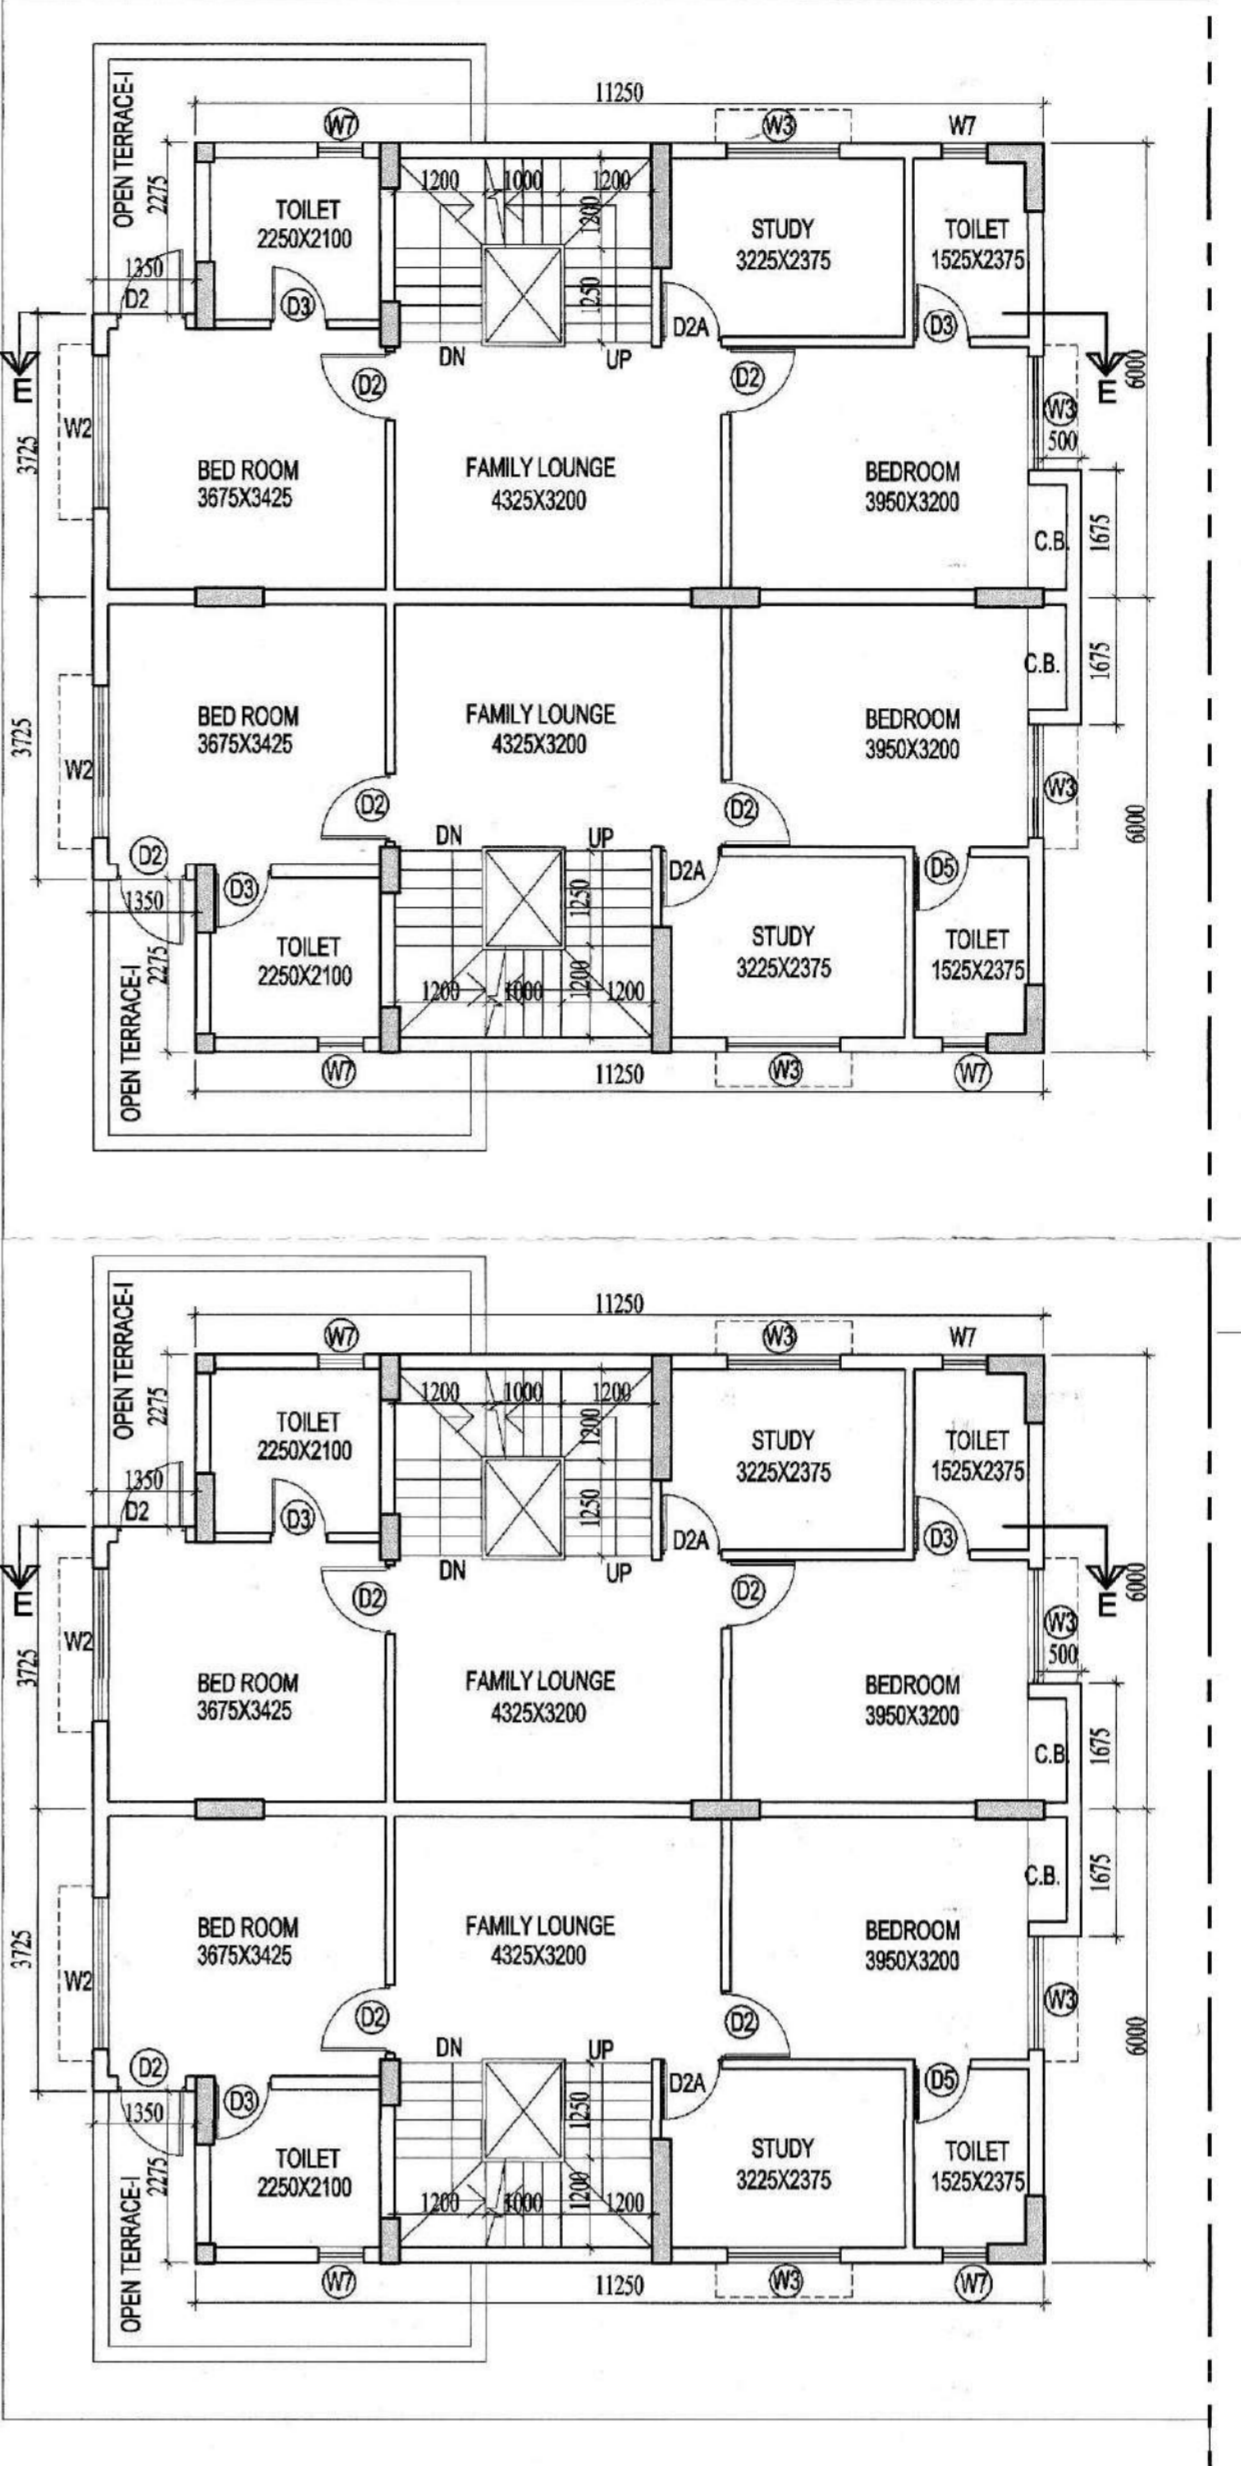 OPEN TERRACE-I
11250
W7
W3
W7
2275
TOILET
2250X2100
1200
1000
1200
1200
STUDY
3225X2375
TOILET
1525X2375
1350
D2
D3
1250
D2A
D3
DN
UP
E
D2
D2
E
6000
W2
3725
BED ROOM
3675X3425
FAMILY LOUNGE
4325X3200
BEDROOM
3950X3200
W3
500
C.B.
1675
3725
BED ROOM
3675X3425
FAMILY LOUNGE
4325X3200
BEDROOM
3950X3200
C.B.
1675
W2
W3
D2
D2
6000
DN
UP
D2
D3
D2A
D5
1350
1250
2275
TOILET
2250X2100
STUDY
3225X2375
TOILET
1525X2375
1200
1000
1200
1200
OPEN TERRACE-I
W7
11250
W3
W7
OPEN TERRACE-I
11250
W7
W3
W7
2275
TOILET
2250X2100
1200
1000
1200
1200
STUDY
3225X2375
TOILET
1525X2375
1350
D2
D3
1250
D2A
D3
DN
UP
E
D2
D2
E
6000
W2
3725
BED ROOM
3675X3425
FAMILY LOUNGE
4325X3200
BEDROOM
3950X3200
W3
500
C.B.
1675
3725
BED ROOM
3675X3425
FAMILY LOUNGE
4325X3200
BEDROOM
3950X3200
C.B.
1675
W2
W3
D2
D2
6000
DN
UP
D2
D3
D2A
D5
1350
1250
2275
TOILET
2250X2100
STUDY
3225X2375
TOILET
1525X2375
1200
1000
1200
1200
OPEN TERRACE-I
W7
11250
W3
W7